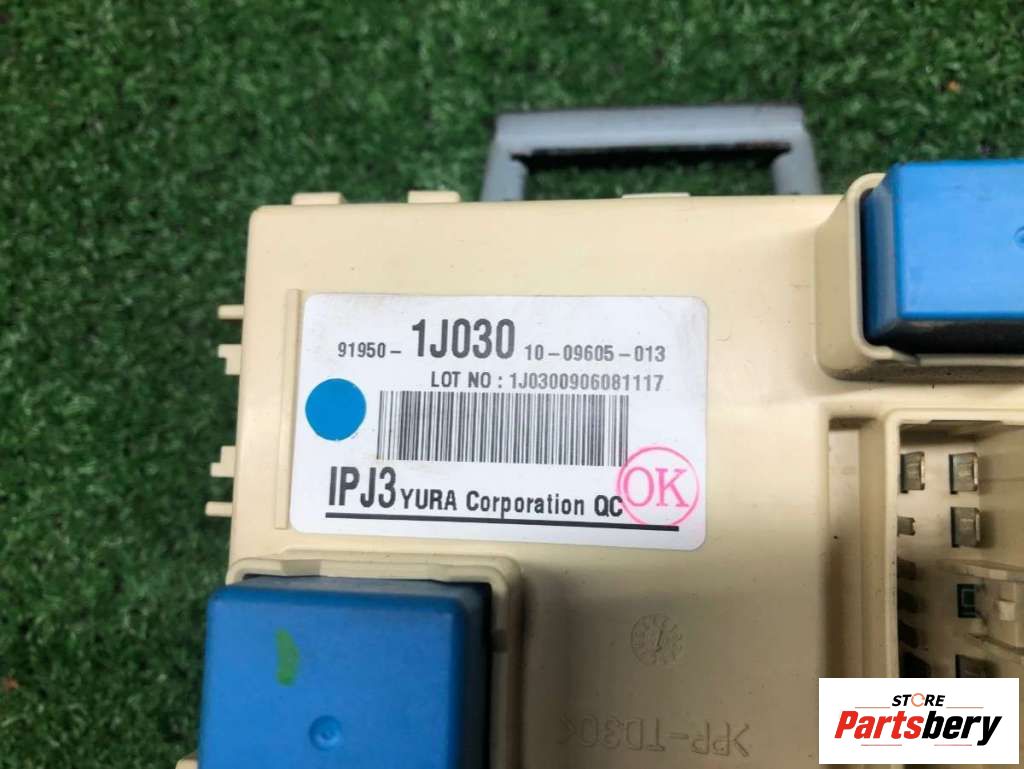 91950- 1J030 10-09605-013
LOT NO : 1J0300906081117
IPJ3 YURA Corporation QC OK
>PP-TD30<
STORE
Partsbery